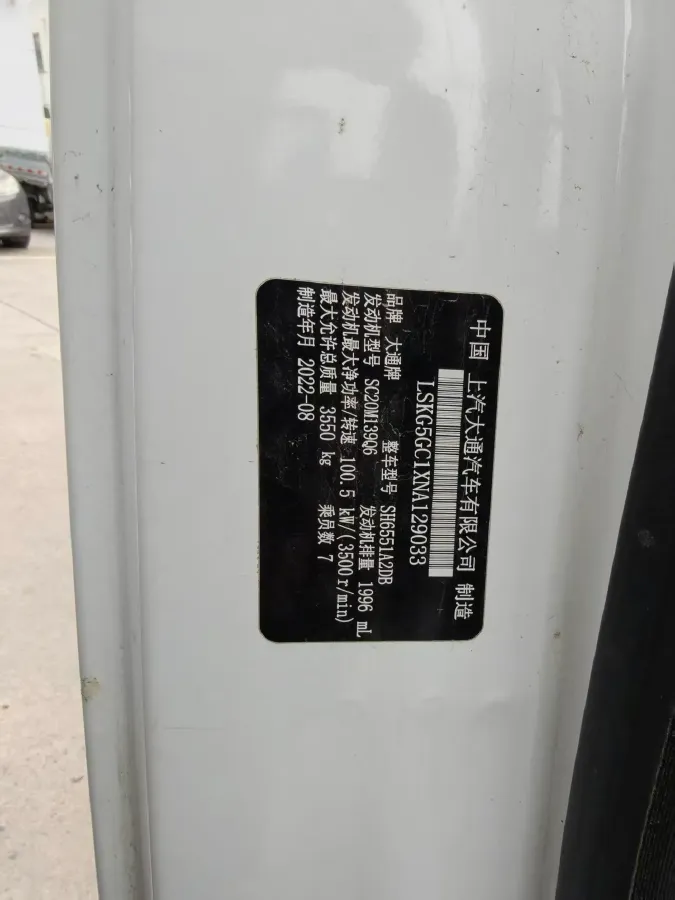 中国 上汽大通汽车有限公司 制造
LSKG5GC1XNA129033
品牌 大通牌 整车型号 SH6551A2DB
发动机型号 SC20M139Q6 发动机排量 1996 mL
发动机最大净功率/转速 100.5 kW/(3500r/min)
最大允许总质量 3550 kg 乘员数 7
制造年月 2022-08